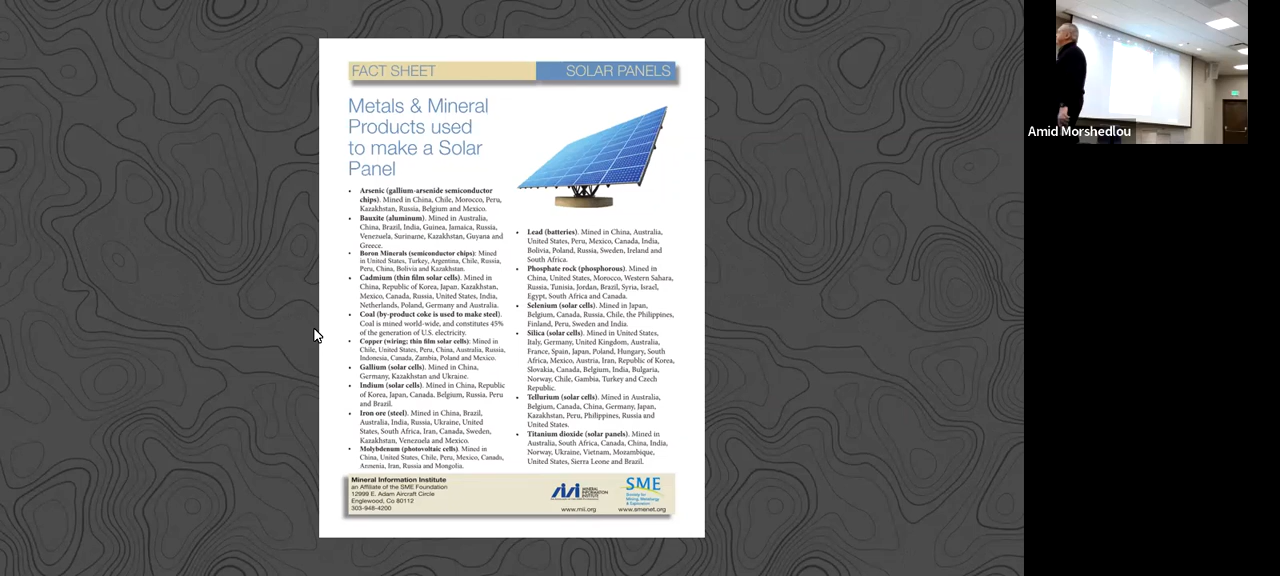 FACT SHEET
SOLAR PANELS
Metals & Mineral
Products used
to make a Solar
Panel
• Arsenic (gallium-arsenide semiconductor
chips). Mined in China, Chile, Morocco, Peru,
Kazakhstan, Russia, Belgium and Mexico.
• Bauxite (aluminum). Mined in Australia,
China, Brazil, India, Guinea, Jamaica, Russia,
Venezuela, Suriname, Kazakhstan, Guyana and
Greece.
• Boron Minerals (semiconductor chips): Mined
in United States, Turkey, Argentina, Chile, Russia,
Peru, China, Bolivia and Kazakhstan.
• Cadmium (thin film solar cells). Mined in
China, Republic of Korea, Japan, Kazakhstan,
Mexico, Canada, Russia, United States, India,
Netherlands, Poland, Germany and Australia.
• Coal (by-product coke is used to make steel).
Coal is mined world-wide, and constitutes 45%
of the generation of U.S. electricity.
• Copper (wiring; thin film solar cells): Mined in
Chile, United States, Peru, China, Australia, Russia,
Indonesia, Canada, Zambia, Poland and Mexico.
• Gallium (solar cells). Mined in China,
Germany, Kazakhstan and Ukraine.
• Indium (solar cells). Mined in China, Republic
of Korea, Japan, Canada, Belgium, Russia, Peru
and Brazil.
• Iron ore (steel). Mined in China, Brazil,
Australia, India, Russia, Ukraine, United
States, South Africa, Iran, Canada, Sweden,
Kazakhstan, Venezuela and Mexico.
• Molybdenum (photovoltaic cells). Mined in
China, United States, Chile, Peru, Mexico, Canada,
Armenia, Iran, Russia and Mongolia.
• Lead (batteries). Mined in China, Australia,
United States, Peru, Mexico, Canada, India,
Bolivia, Poland, Russia, Sweden, Ireland and
South Africa.
• Phosphate rock (phosphorous). Mined in
China, United States, Morocco, Western Sahara,
Russia, Tunisia, Jordan, Brazil, Syria, Israel,
Egypt, South Africa and Canada.
• Selenium (solar cells). Mined in Japan,
Belgium, Canada, Russia, Chile, the Philippines,
Finland, Peru, Sweden and India.
• Silica (solar cells). Mined in United States,
Italy, Germany, United Kingdom, Australia,
France, Spain, Japan, Poland, Hungary, South
Africa, Mexico, Austria, Iran, Republic of Korea,
Slovakia, Canada, Belgium, India, Bulgaria,
Norway, Chile, Gambia, Turkey and Czech
Republic.
• Tellurium (solar cells). Mined in Australia,
Belgium, Canada, China, Germany, Japan,
Kazakhstan, Peru, Philippines, Russia and
United States.
• Titanium dioxide (solar panels). Mined in
Australia, South Africa, Canada, China, India,
Norway, Ukraine, Vietnam, Mozambique,
United States, Sierra Leone and Brazil.
Mineral Information Institute
an Affiliate of the SME Foundation
12999 E. Adam Aircraft Circle
Englewood, Co 80112
303-948-4200
MINERAL
INFORMATION
INSTITUTE
www.mii.org
SME
Society for
Mining, Metallurgy
& Exploration
www.smenet.org
Amid Morshedlou